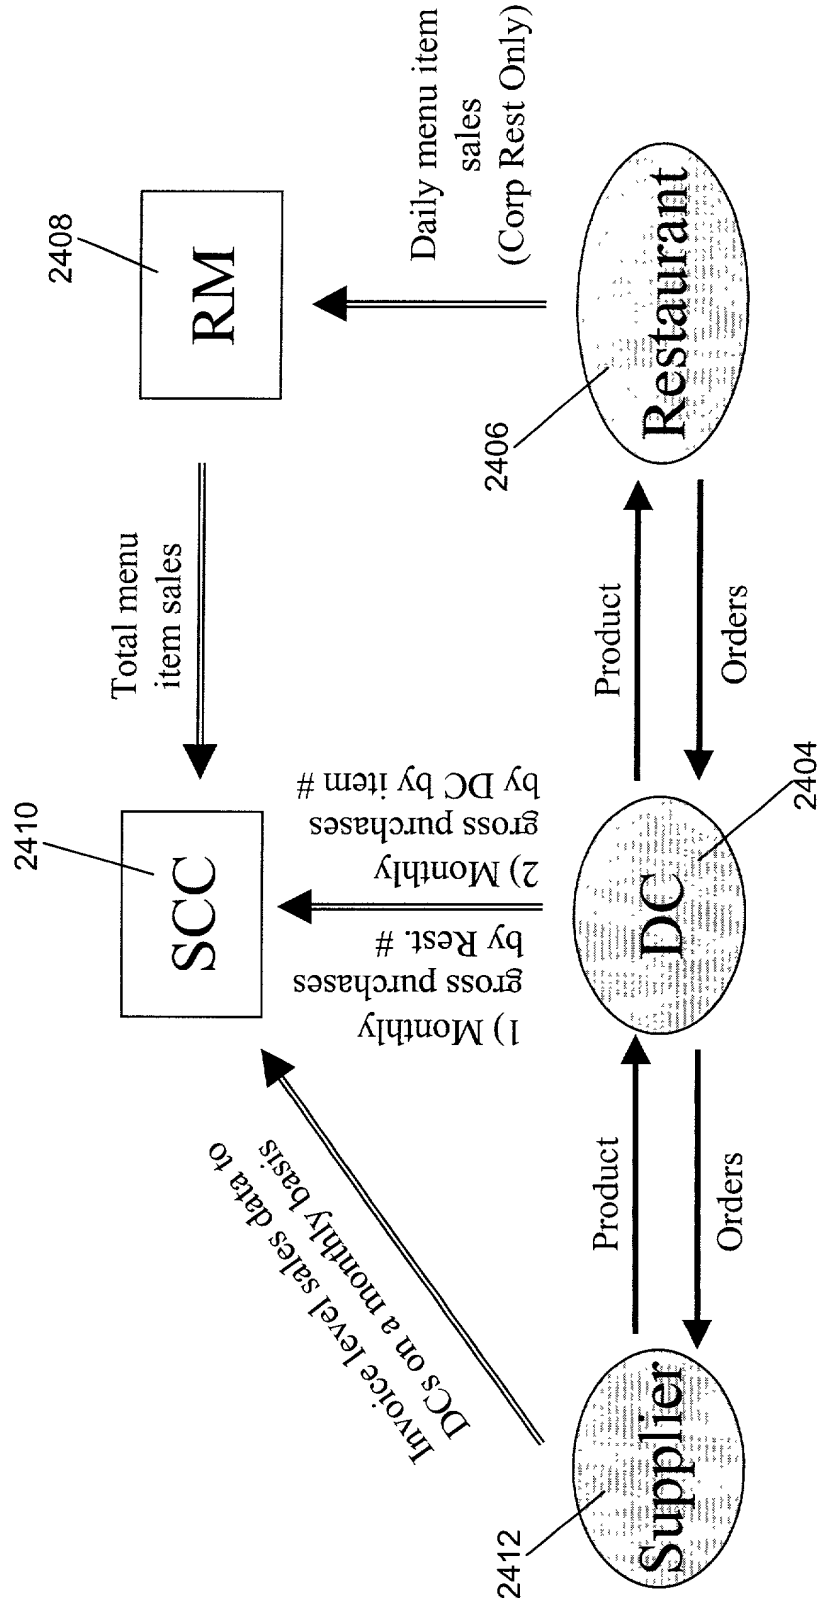 2410
SCC
Total menu
item sales
2408
RM
Invoice level sales data to
DCs on a monthly basis
1) Monthly
gross purchases
by Rest. #
2) Monthly
gross purchases
by DC by item #
Daily menu item
sales
(Corp Rest Only)
2412
Supplier
Product
Orders
DC
2404
Product
Orders
2406
Restaurant